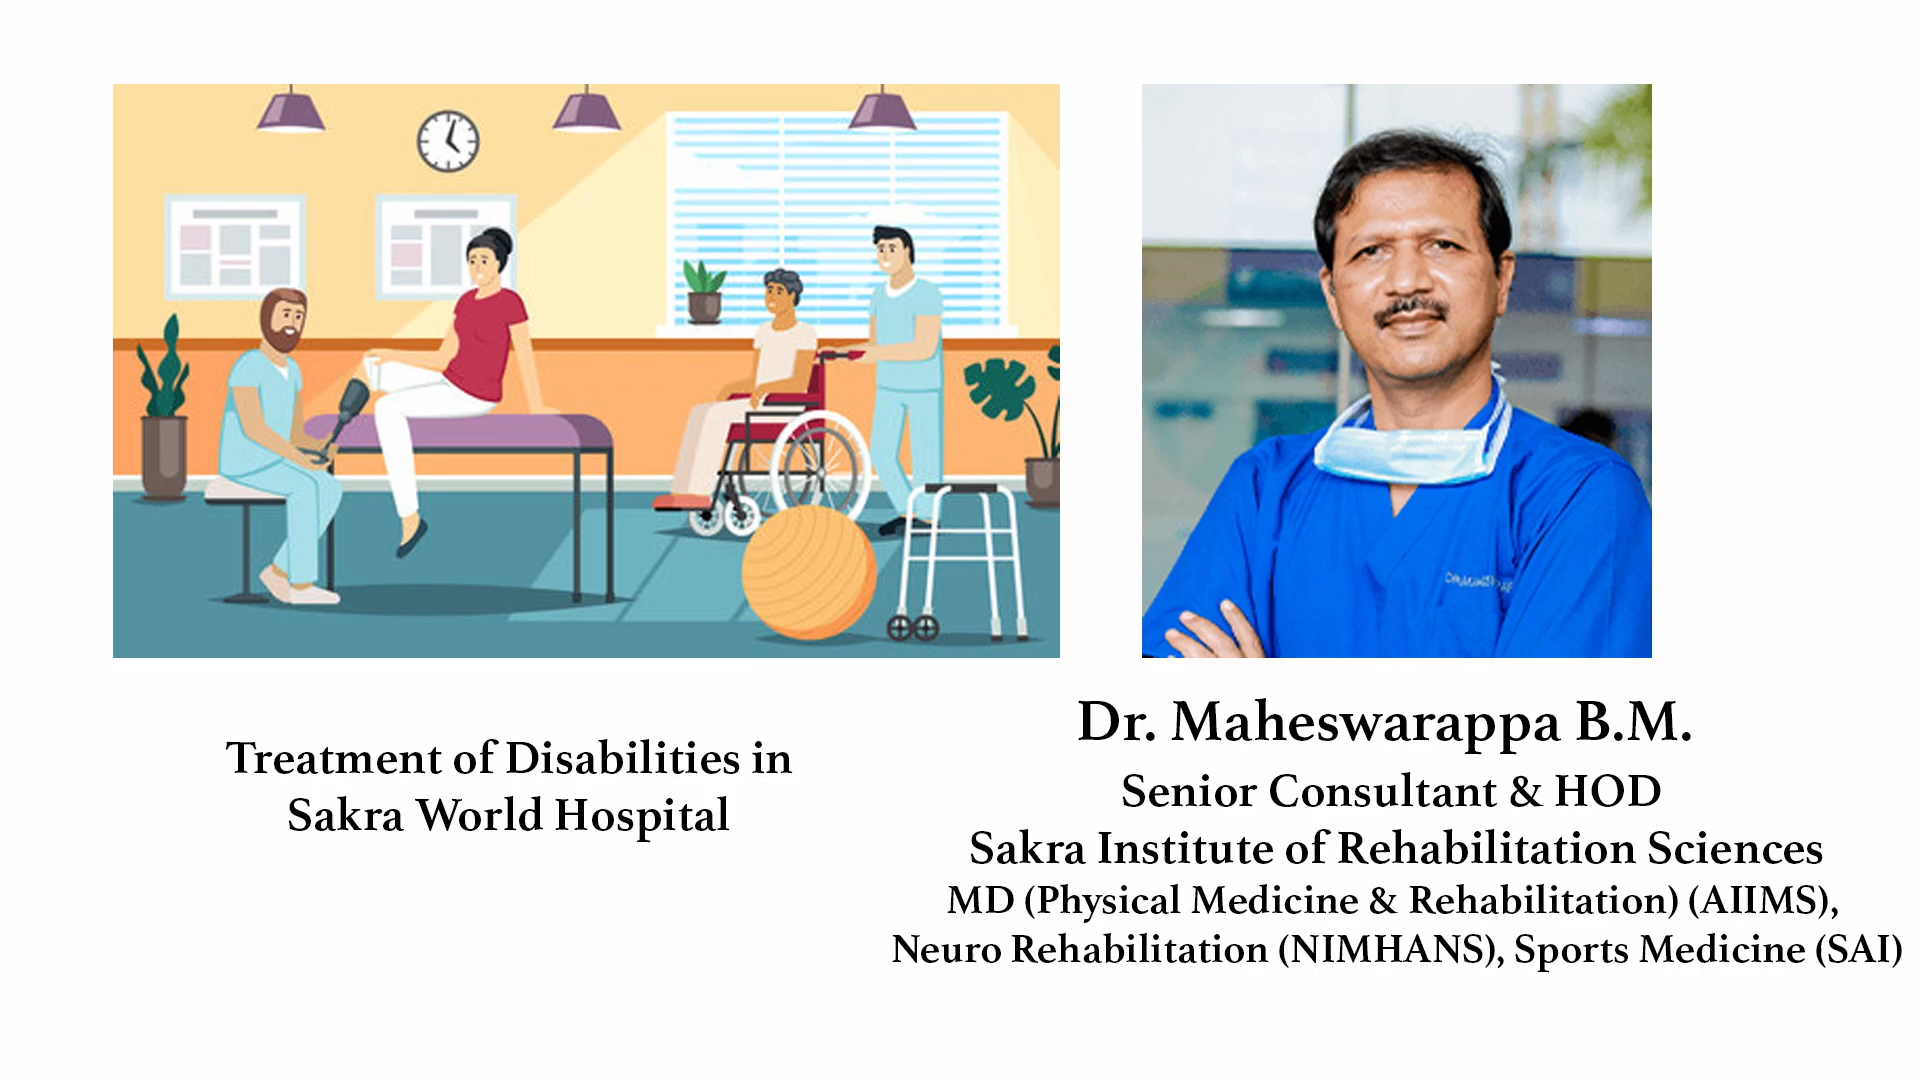 Treatment of Disabilities in
Sakra World Hospital
Dr. Maheswarappa B.M.
Senior Consultant & HOD
Sakra Institute of Rehabilitation Sciences
MD (Physical Medicine & Rehabilitation) (AIIMS),
Neuro Rehabilitation (NIMHANS), Sports Medicine (SAI)